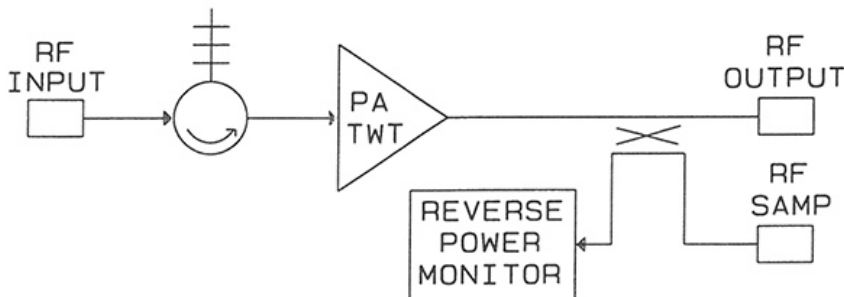 RF
INPUT
PA
TWT
RF
OUTPUT
RF
SAMP
REVERSE
POWER
MONITOR